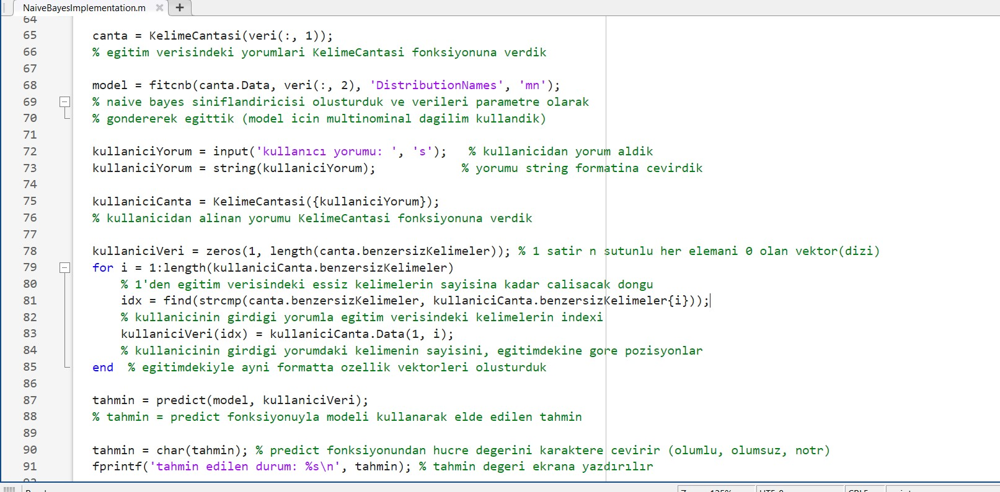 NaiveBayesImplementation.m × +
64
65 canta = KelimeCantasi(veri(:, 1));
66 % egitim verisindeki yorumlari KelimeCantasi fonksiyonuna verdik
67
68 model = fitcnb(canta.Data, veri(:, 2), 'DistributionNames', 'mn');
69 % naive bayes siniflandiricisi olusturduk ve verileri parametre olarak
70 % gondererek egittik (model icin multinominal dagilim kullandik)
71
72 kullaniciYorum = input('kullanıcı yorumu: ', 's');   % kullanicidan yorum aldik
73 kullaniciYorum = string(kullaniciYorum);            % yorumu string formatina cevirdik
74
75 kullaniciCanta = KelimeCantasi({kullaniciYorum});
76 % kullanicidan alinan yorumu KelimeCantasi fonksiyonuna verdik
77
78 kullaniciVeri = zeros(1, length(canta.benzersizKelimeler)); % 1 satir n sutunlu her elemani 0 olan vektor(dizi)
79 for i = 1:length(kullaniciCanta.benzersizKelimeler)
80     % 1'den egitim verisindeki essiz kelimelerin sayisina kadar calisacak dongu
81     idx = find(strcmp(canta.benzersizKelimeler, kullaniciCanta.benzersizKelimeler{i}));
82     % kullanicinin girdigi yorumla egitim verisindeki kelimelerin indexi
83     kullaniciVeri(idx) = kullaniciCanta.Data(1, i);
84     % kullanicinin girdigi yorumdaki kelimenin sayisini, egitimdekine gore pozisyonlar
85 end  % egitimdekiyle ayni formatta ozellik vektorleri olusturduk
86
87 tahmin = predict(model, kullaniciVeri);
88 % tahmin = predict fonksiyonuyla modeli kullanarak elde edilen tahmin
89
90 tahmin = char(tahmin); % predict fonksiyonundan hucre degerini karaktere cevirir (olumlu, olumsuz, notr)
91 fprintf('tahmin edilen durum: %s\n', tahmin); % tahmin degeri ekrana yazdırılır